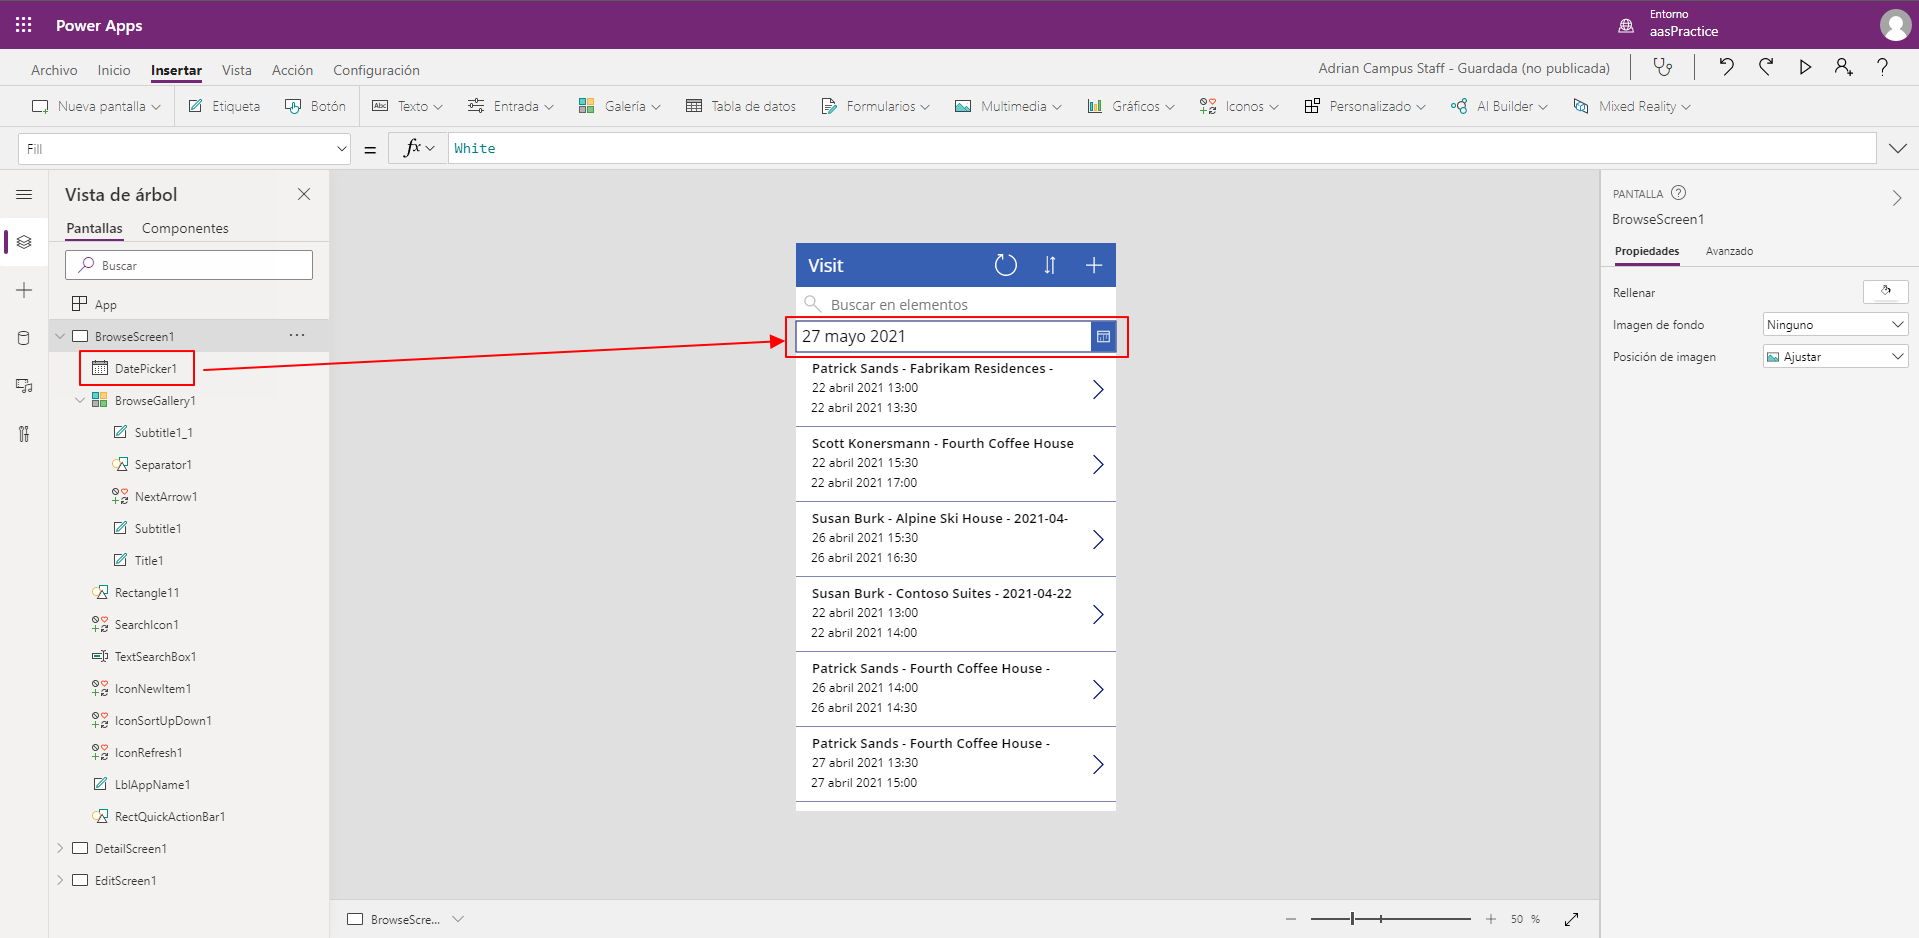 Power Apps
Entorno
aasPractice
Archivo Inicio Insertar Vista Acción Configuración
Adrian Campus Staff - Guardada (no publicada)
Nueva pantalla Etiqueta Botón Texto Entrada Galería Tabla de datos Formularios Multimedia Gráficos Iconos Personalizado AI Builder Mixed Reality
Fill = fx White
Vista de árbol
Pantallas Componentes
Buscar
App
BrowseScreen1 ...
DatePicker1
BrowseGallery1
Subtitle1_1
Separator1
NextArrow1
Subtitle1
Title1
Rectangle11
SearchIcon1
TextSearchBox1
IconNewItem1
IconSortUpDown1
IconRefresh1
LblAppName1
RectQuickActionBar1
DetailScreen1
EditScreen1
Visit
Buscar en elementos
27 mayo 2021
Patrick Sands - Fabrikam Residences -
22 abril 2021 13:00
22 abril 2021 13:30
Scott Konersmann - Fourth Coffee House
22 abril 2021 15:30
22 abril 2021 17:00
Susan Burk - Alpine Ski House - 2021-04-
26 abril 2021 15:30
26 abril 2021 16:30
Susan Burk - Contoso Suites - 2021-04-22
22 abril 2021 13:00
22 abril 2021 14:00
Patrick Sands - Fourth Coffee House -
26 abril 2021 14:00
26 abril 2021 14:30
Patrick Sands - Fourth Coffee House -
27 abril 2021 13:30
27 abril 2021 15:00
PANTALLA
BrowseScreen1
Propiedades Avanzado
Rellenar
Imagen de fondo Ninguno
Posición de imagen Ajustar
BrowseScre...
50 %